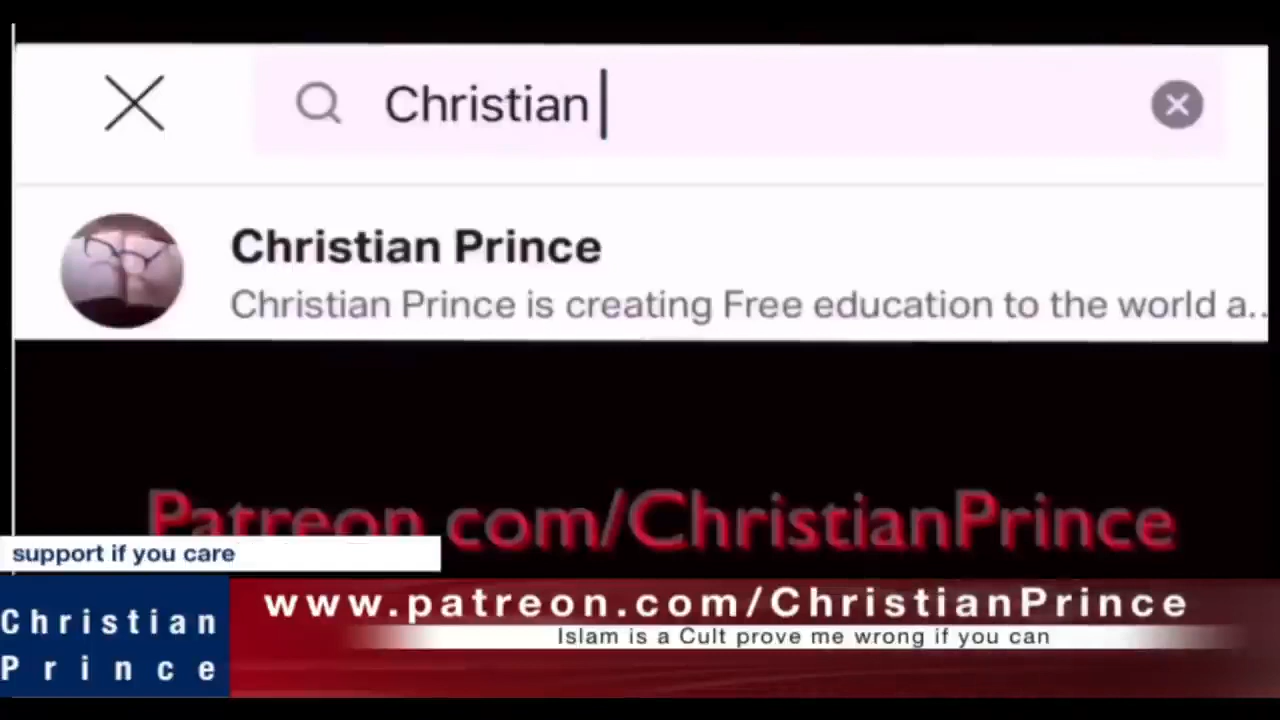 Christian
Christian Prince
Christian Prince is creating Free education to the world a..
Patreon.com/ChristianPrince
support if you care
Christian
Prince
www.patreon.com/ChristianPrince
Islam is a Cult prove me wrong if you can